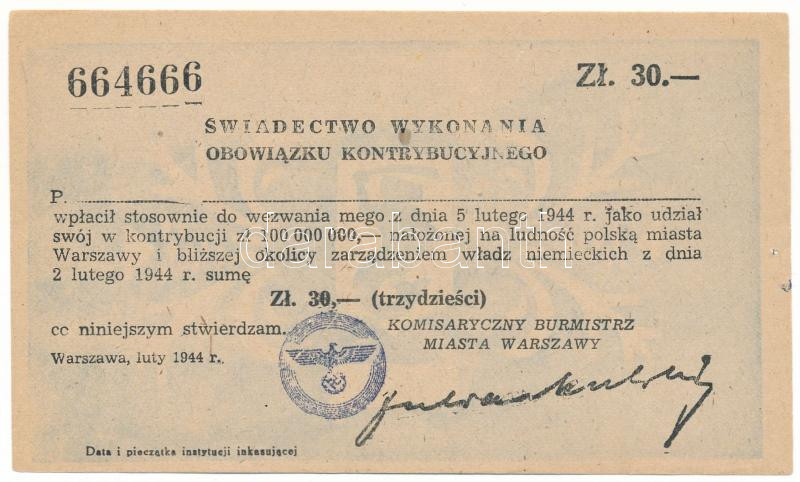 664666 Zł. 30.—
ŚWIADECTWO WYKONANIA
OBOWIĄZKU KONTRYBUCYJNEGO
P.
wpłacił stosownie do wezwania mego z dnia 5 lutego 1944 r. jako udział
swój w kontrybucji zł 100 000 000,— nałożonej na ludność polską miasta
Warszawy i bliższej okolicy zarządzeniem władz niemieckich z dnia
2 lutego 1944 r. sumę
Zł. 30,— (trzydzieści)
co niniejszym stwierdzam.
KOMISARYCZNY BURMISTRZ
MIASTA WARSZAWY
Warszawa, luty 1944 r.
Data i pieczątka instytucji inkasującej
darabanth